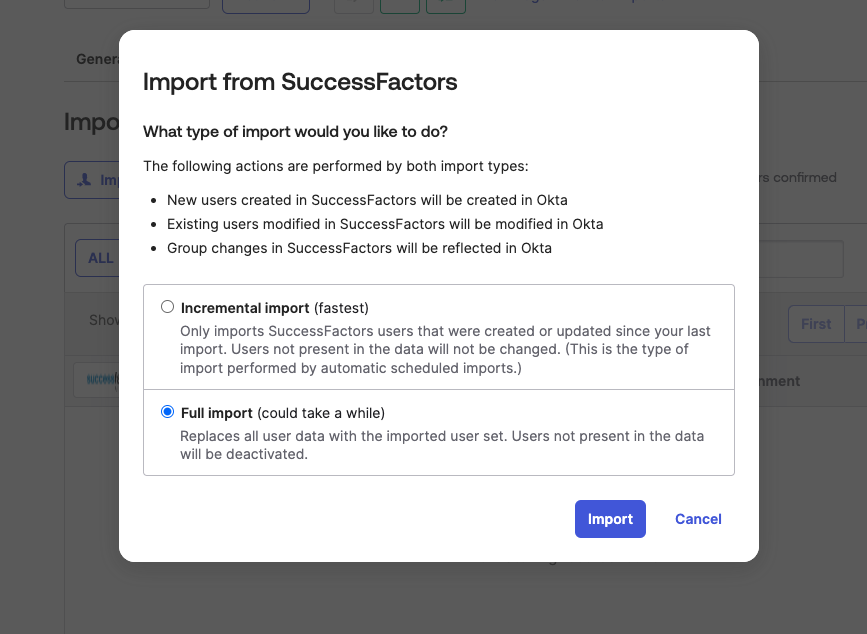 Import from SuccessFactors
What type of import would you like to do?
The following actions are performed by both import types:
• New users created in SuccessFactors will be created in Okta
• Existing users modified in SuccessFactors will be modified in Okta
• Group changes in SuccessFactors will be reflected in Okta
Incremental import (fastest)
Only imports SuccessFactors users that were created or updated since your last
import. Users not present in the data will not be changed. (This is the type of
import performed by automatic scheduled imports.)
Full import (could take a while)
Replaces all user data with the imported user set. Users not present in the data
will be deactivated.
Import
Cancel
confirmed
ALL
First